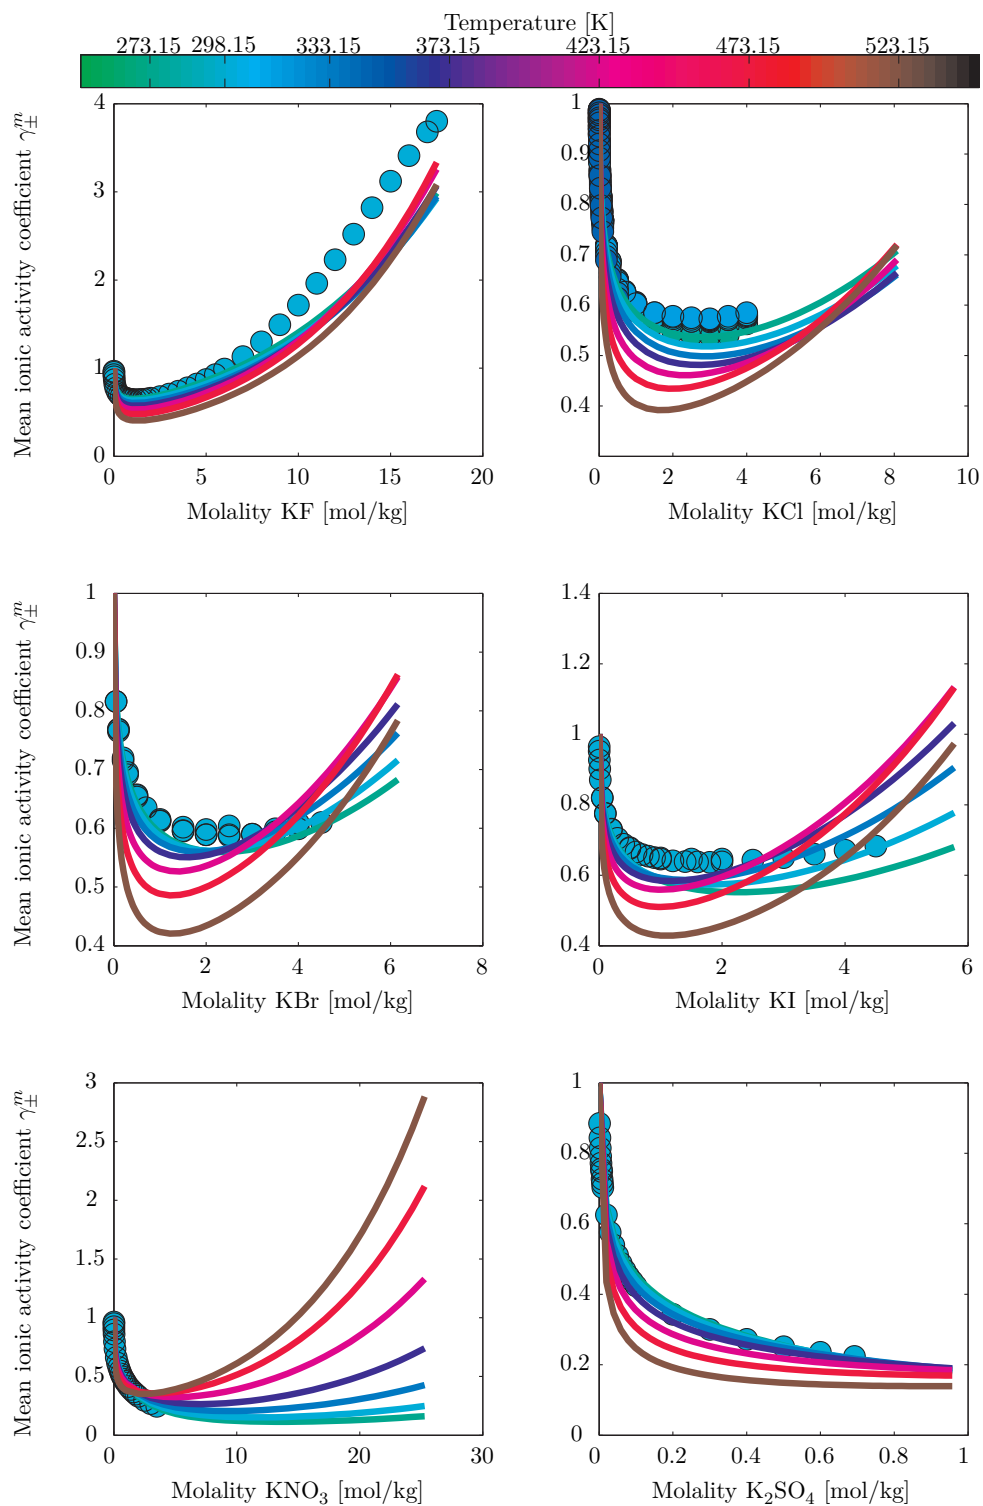 Temperature [K]
273.15 298.15 333.15 373.15 423.15 473.15 523.15
Mean ionic activity coefficient γ±^m
4
3
2
1
0
0 5 10 15 20
Molality KF [mol/kg]
1
0.9
0.8
0.7
0.6
0.5
0.4
0 2 4 6 8 10
Molality KCl [mol/kg]
Mean ionic activity coefficient γ±^m
1
0.9
0.8
0.7
0.6
0.5
0.4
0 2 4 6 8
Molality KBr [mol/kg]
1.4
1.2
1
0.8
0.6
0.4
0 2 4 6
Molality KI [mol/kg]
Mean ionic activity coefficient γ±^m
3
2.5
2
1.5
1
0.5
0
0 10 20 30
Molality KNO₃ [mol/kg]
1
0.8
0.6
0.4
0.2
0
0 0.2 0.4 0.6 0.8 1
Molality K₂SO₄ [mol/kg]